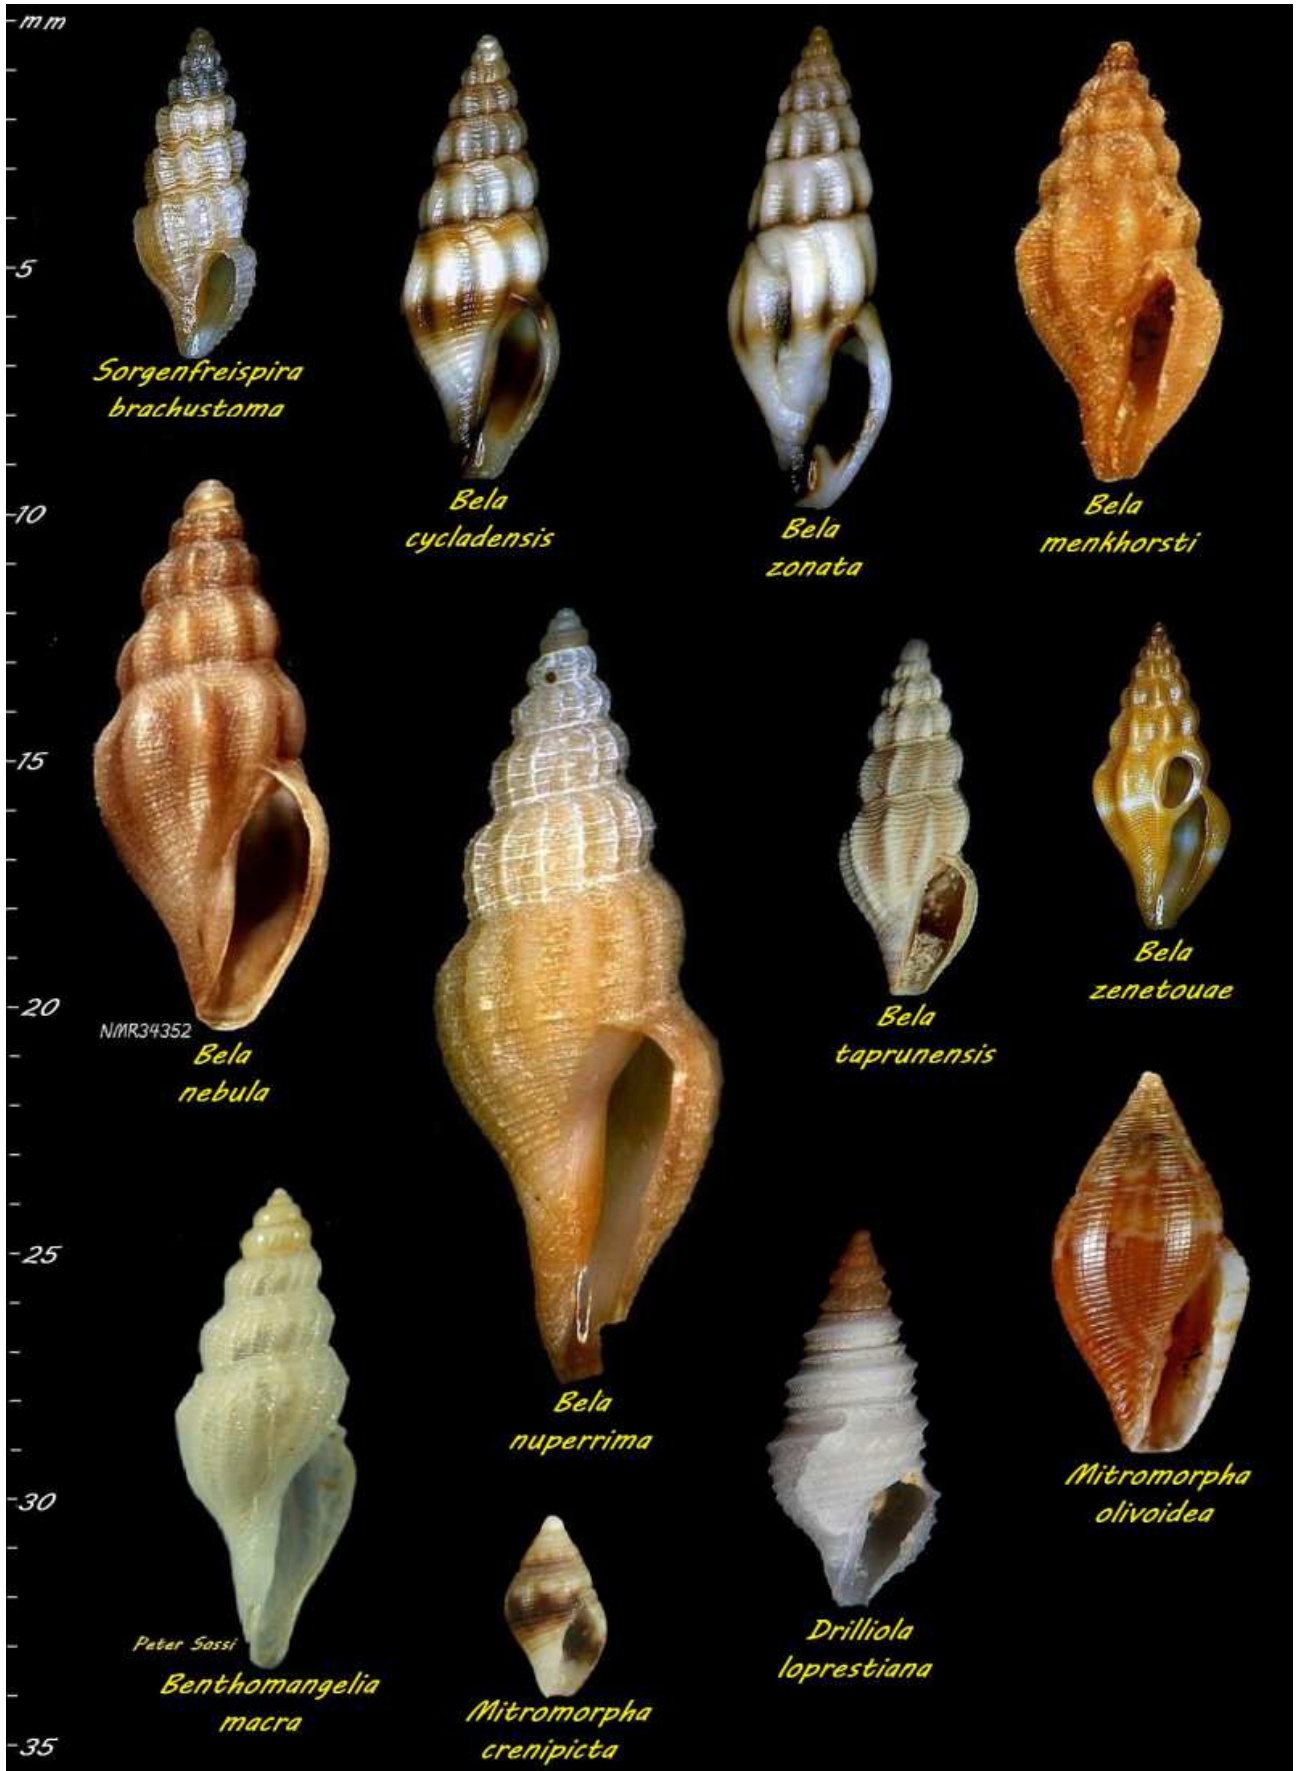 mm
5
Sorgenfreispira
brachustoma
Bela
cycladensis
Bela
zonata
Bela
menkhorsti
10
15
20
NMR34352
Bela
nebula
Bela
nuperrima
Bela
taprunensis
Bela
zenetouae
25
30
Peter Sossi
Benthomangelia
macra
Mitromorpha
crenipicta
Drilliola
loprestiana
Mitromorpha
olivoidea
35